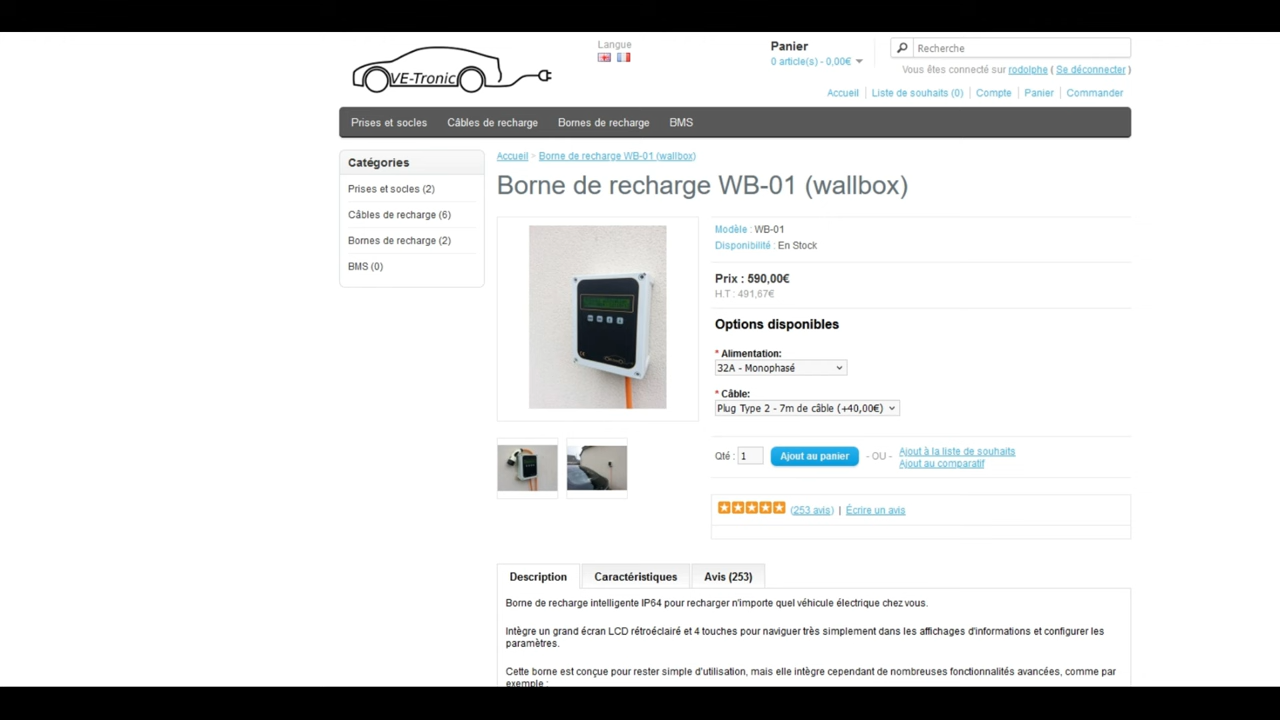 VE-Tronic
Langue
Panier
0 article(s) - 0,00€
Recherche
Vous êtes connecté sur rodolphe ( Se déconnecter )
Accueil Liste de souhaits (0) Compte Panier Commander
Prises et socles Câbles de recharge Bornes de recharge BMS
Catégories
Prises et socles (2)
Câbles de recharge (6)
Bornes de recharge (2)
BMS (0)
Accueil » Borne de recharge WB-01 (wallbox)
Borne de recharge WB-01 (wallbox)
Modèle : WB-01
Disponibilité : En Stock
Prix : 590,00€
H.T : 491,67€
Options disponibles
* Alimentation:
32A - Monophasé
* Câble:
Plug Type 2 - 7m de câble (+40,00€)
Qté : 1 Ajout au panier - OU - Ajout à la liste de souhaits
Ajout au comparatif
(253 avis) | Écrire un avis
Description Caractéristiques Avis (253)
Borne de recharge intelligente IP64 pour recharger n'importe quel véhicule électrique chez vous.
Intègre un grand écran LCD rétroéclairé et 4 touches pour naviguer très simplement dans les affichages d'informations et configurer les
paramètres.
Cette borne est conçue pour rester simple d'utilisation, mais elle intègre cependant de nombreuses fonctionnalités avancées, comme par
exemple :